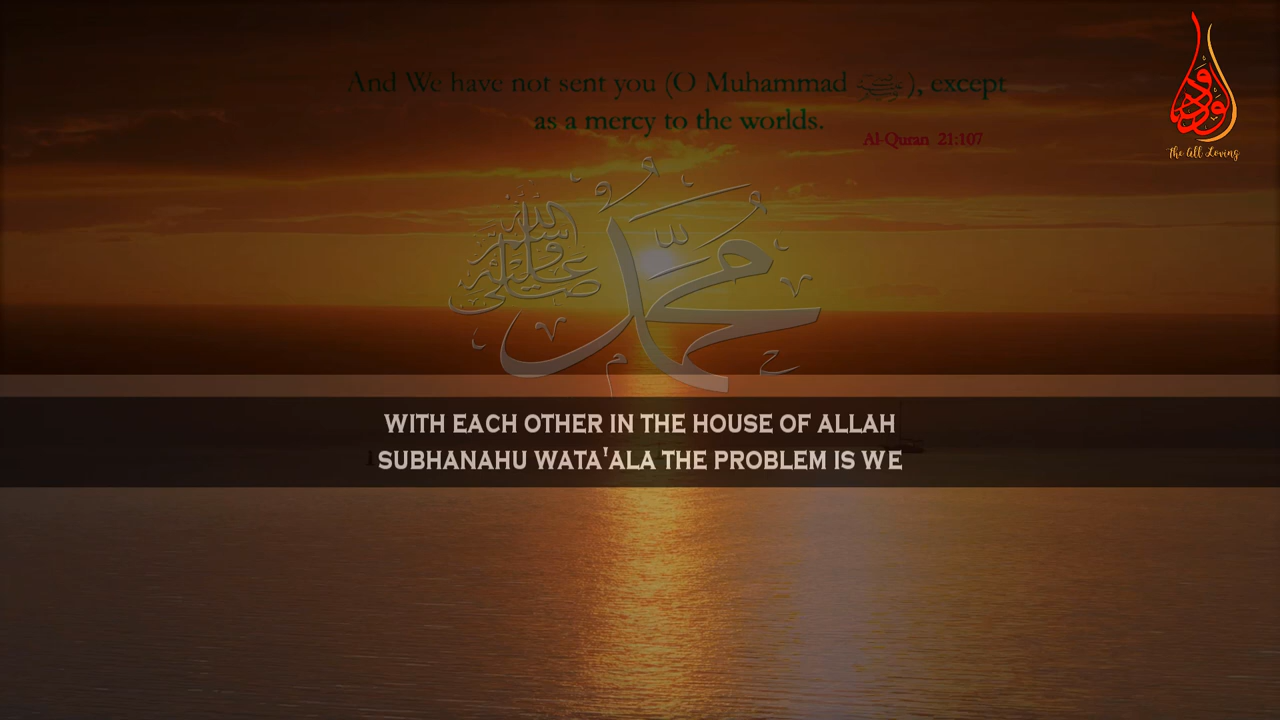 And We have not sent you (O Muhammad ﷺ), except
as a mercy to the worlds.
Al-Quran 21:107
الودود
The All Loving
محمد
صلى الله عليه وسلم
WITH EACH OTHER IN THE HOUSE OF ALLAH
SUBHANAHU WATA'ALA THE PROBLEM IS WE